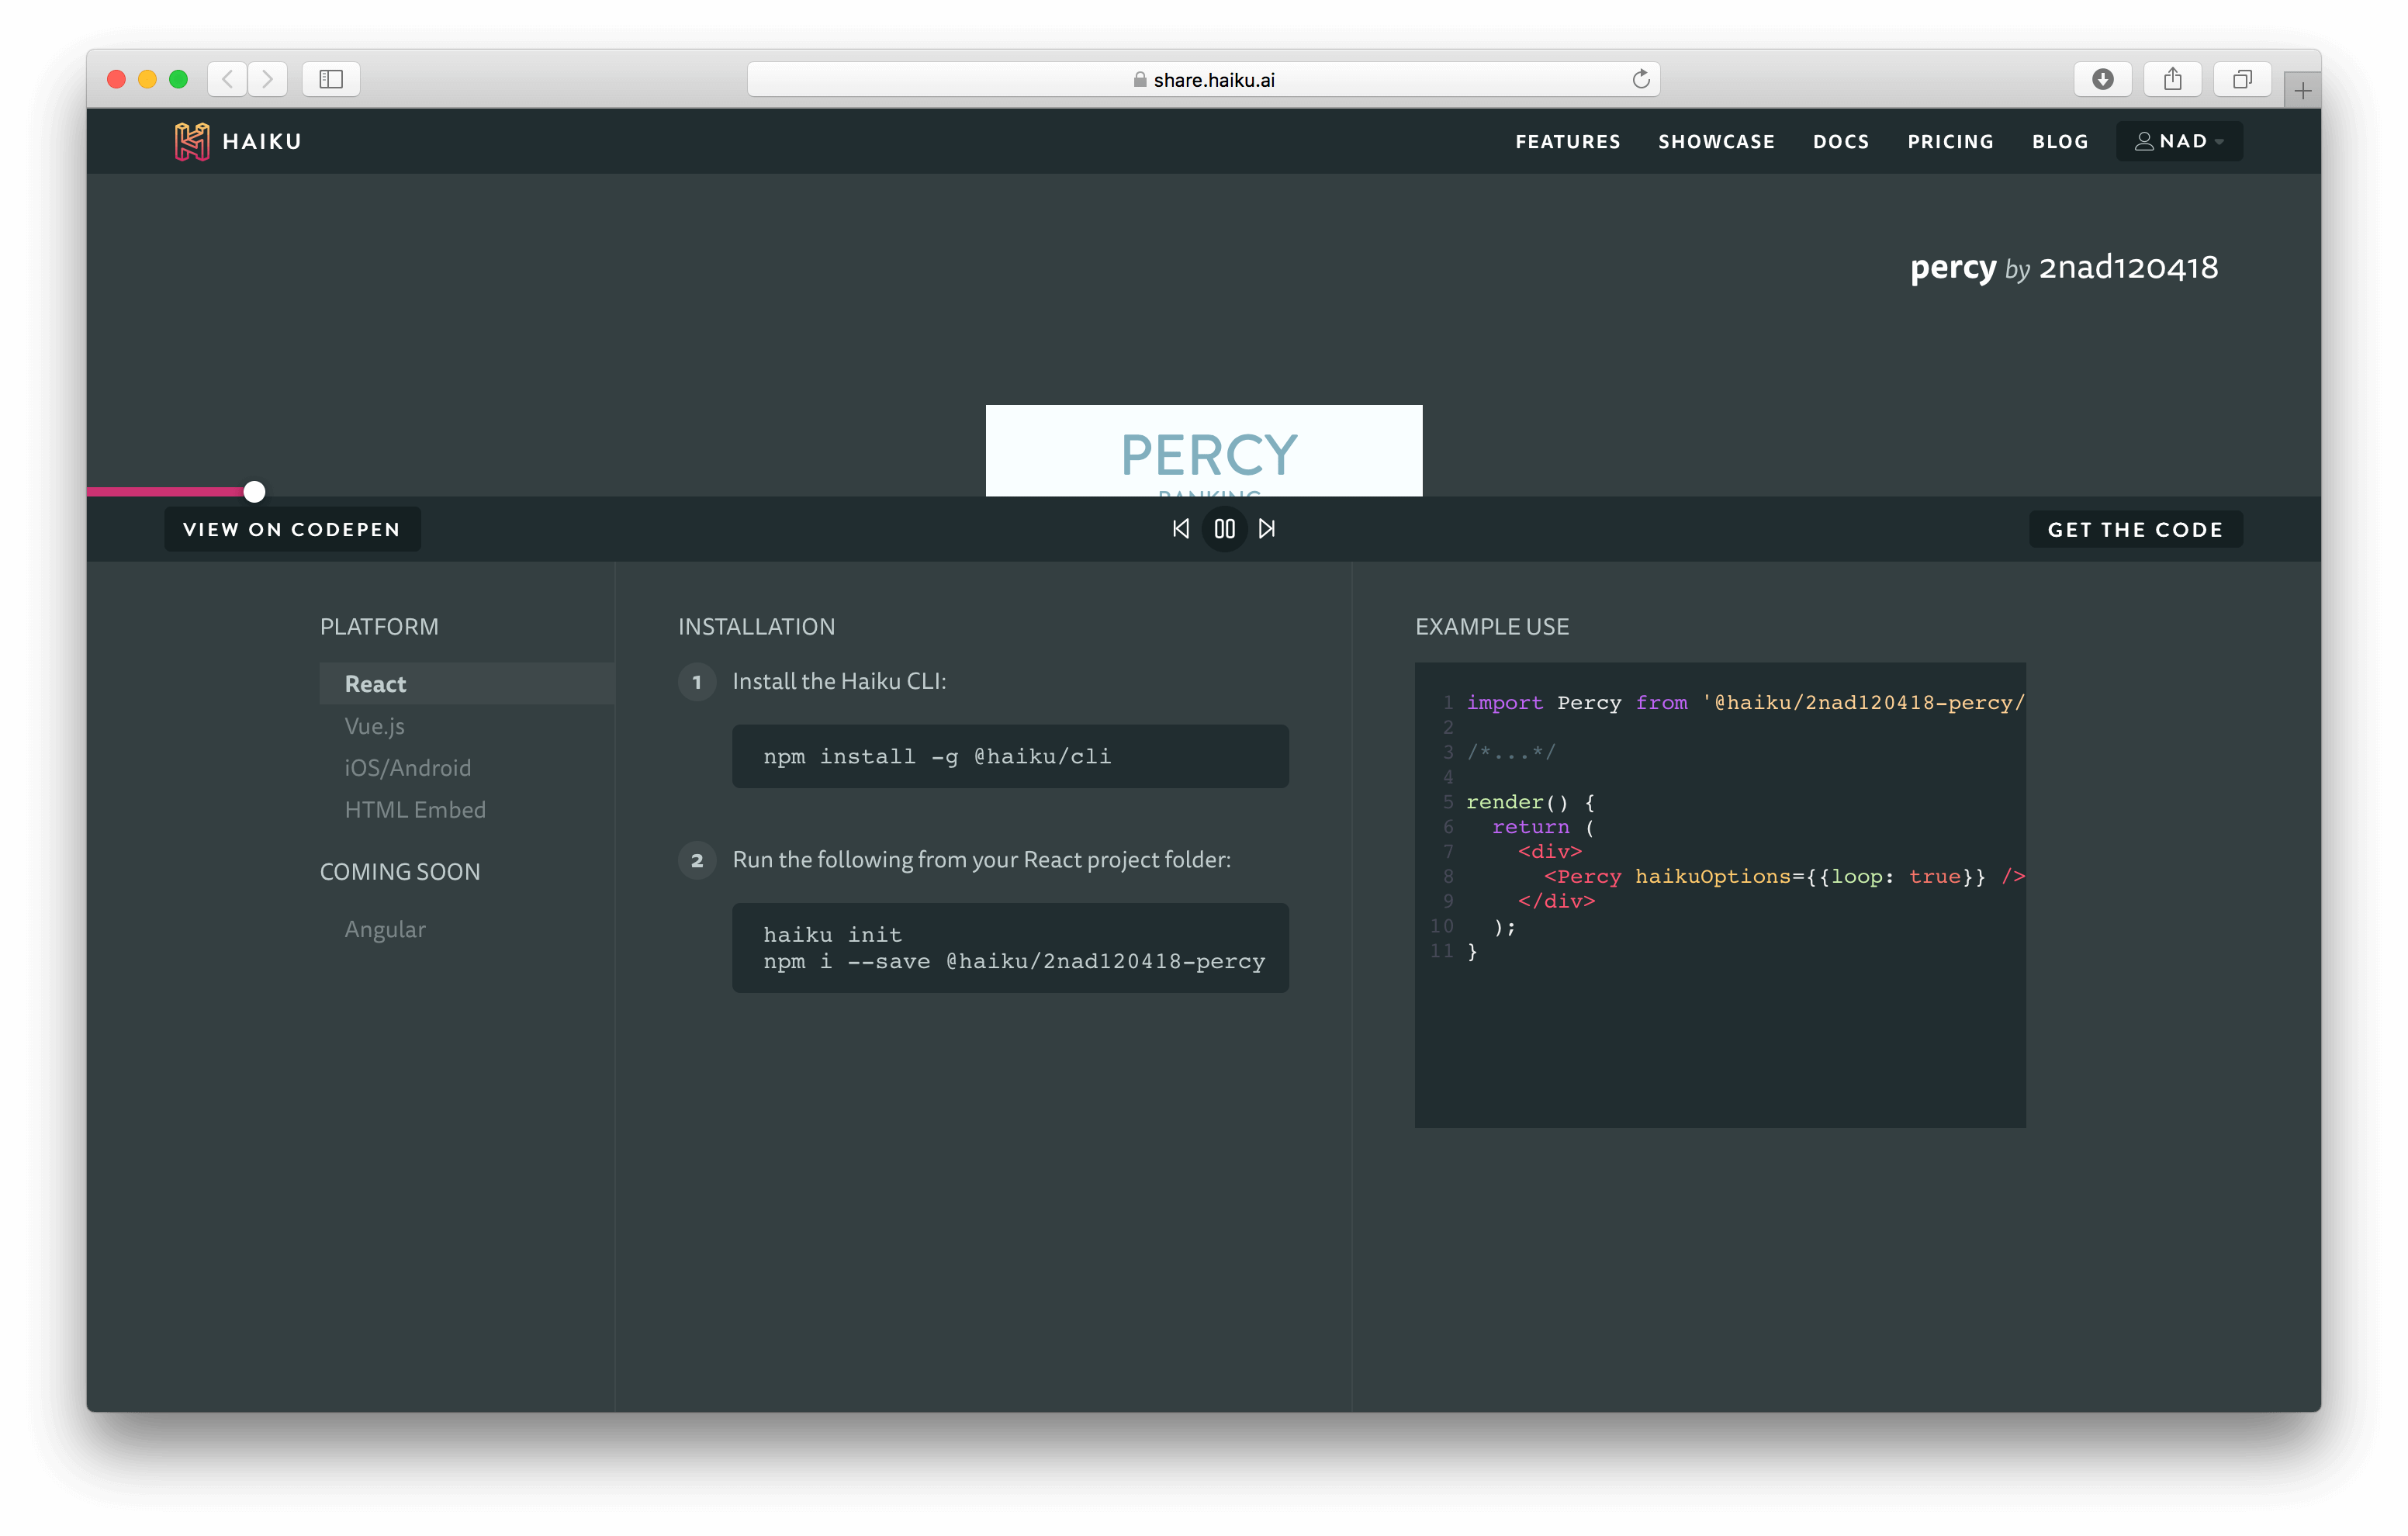 share.haiku.ai
HAIKU
FEATURES SHOWCASE DOCS PRICING BLOG NAD
percy by 2nad120418
PERCY
BANKING
VIEW ON CODEPEN
GET THE CODE
PLATFORM
React
Vue.js
iOS/Android
HTML Embed
COMING SOON
Angular
INSTALLATION
1 Install the Haiku CLI:
npm install -g @haiku/cli
2 Run the following from your React project folder:
haiku init
npm i --save @haiku/2nad120418-percy
EXAMPLE USE
1 import Percy from '@haiku/2nad120418-percy/
2
3 /*...*/
4
5 render() {
6 return (
7 <div>
8 <Percy haikuOptions={{loop: true}} />
9 </div>
10 );
11 }